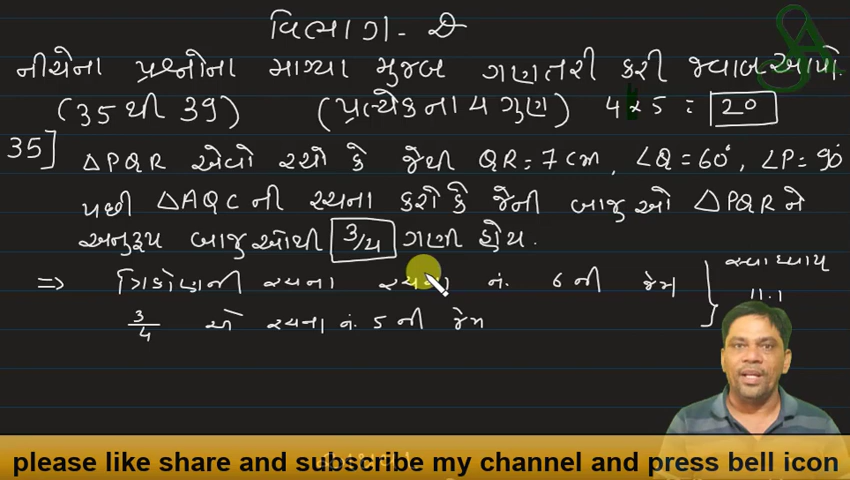 વિભાગ - D
નીચેના પ્રશ્નોના માગ્યા મુજબ ગણતરી કરી જવાબ આપો.
(35 થી 39) (પ્રત્યેકના 4 ગુણ) 4 x 5 = 20
35] △PQR એવો રચો કે જેથી QR = 7 cm, ∠Q = 60°, ∠P = 90°
પછી △AQC ની રચના કરો કે જેની બાજુઓ △PQR ને
અનુરૂપ બાજુઓથી 3/4 ગણી હોય.
⇒ ત્રિકોણની રચના રચના નં. 6 ની જેમ
3/4 એ રચના નં. 5 ની જેમ
સ્વાધ્યાય
11.1
please like share and subscribe my channel and press bell icon